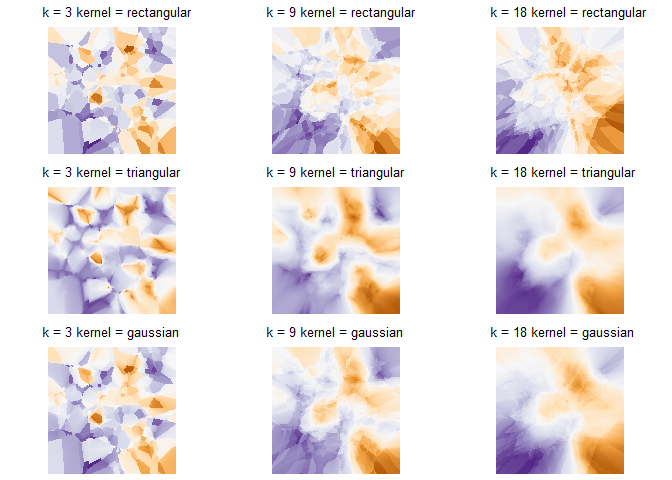 k = 3 kernel = rectangular
k = 9 kernel = rectangular
k = 18 kernel = rectangular
k = 3 kernel = triangular
k = 9 kernel = triangular
k = 18 kernel = triangular
k = 3 kernel = gaussian
k = 9 kernel = gaussian
k = 18 kernel = gaussian